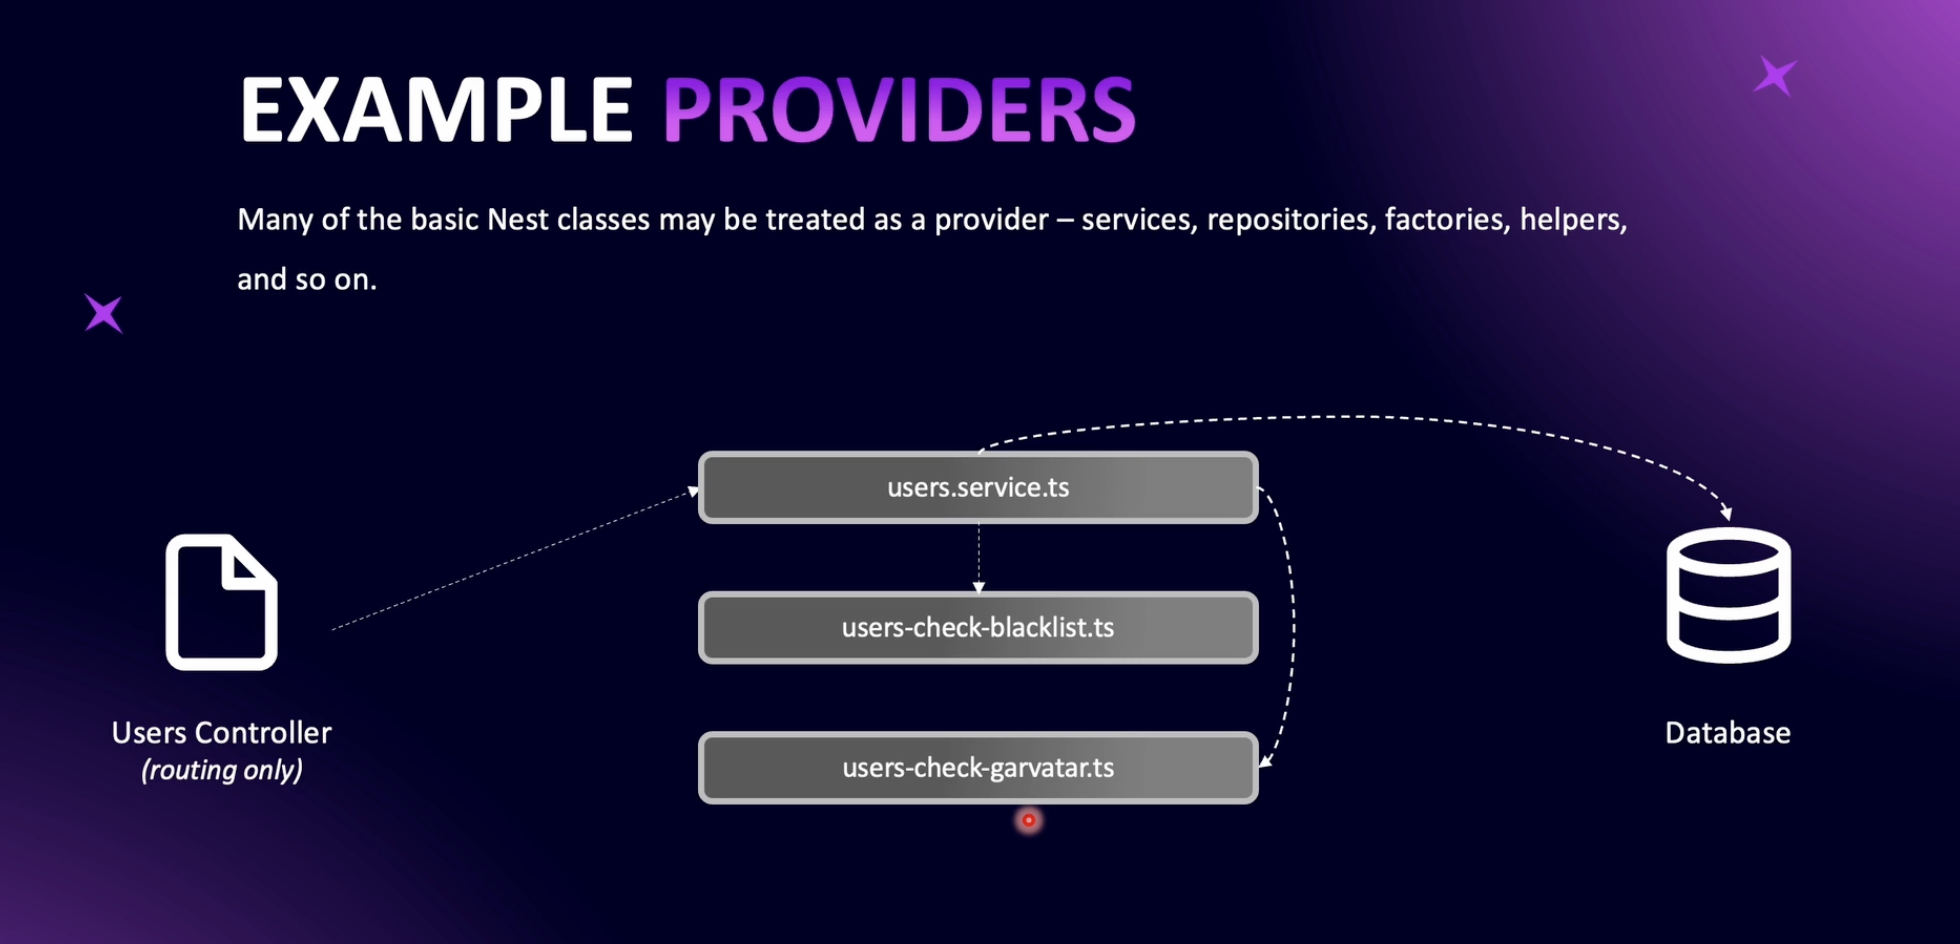 EXAMPLE PROVIDERS
Many of the basic Nest classes may be treated as a provider – services, repositories, factories, helpers,
and so on.
users.service.ts
users-check-blacklist.ts
users-check-garvatar.ts
Users Controller
(routing only)
Database